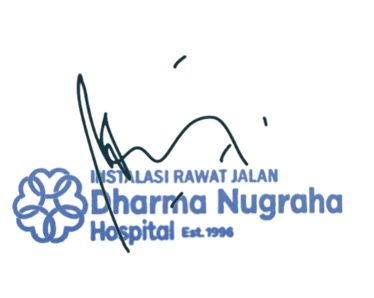 INSTALASI RAWAT JALAN
Dharma Nugraha
Hospital Est. 1996